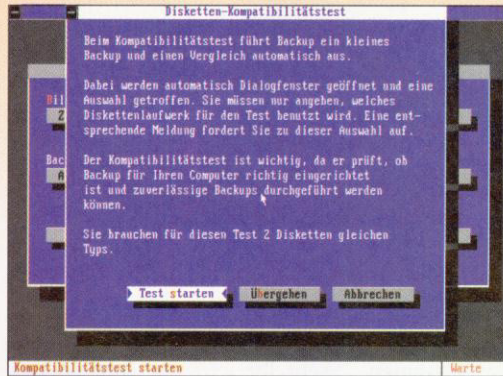 Disketten-Kompatibilitätstest
Beim Kompatibilitätstest führt Backup ein kleines
Backup und einen Vergleich automatisch aus.
Dabei werden automatisch Dialogfenster geöffnet und eine
Auswahl getroffen. Sie müssen nur angehen, welches
Diskettenlaufwerk für den Test benutzt wird. Eine ent-
sprechende Meldung fordert Sie zu dieser Auswahl auf.
Der Kompatibilitätstest ist wichtig, da er prüft, ob
Backup für Ihren Computer richtig eingerichtet
ist und zuverlässige Backups durchgeführt werden
können.
Sie brauchen für diesen Test 2 Disketten gleichen
Typs.
Test starten
Übergehen
Abbrechen
Kompatibilitätstest starten
Warte